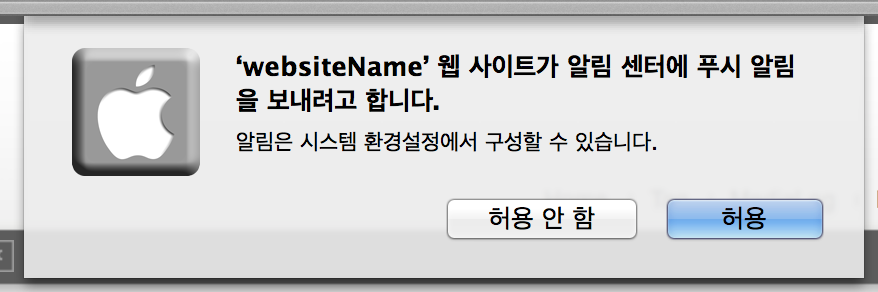 ‘websiteName’ 웹 사이트가 알림 센터에 푸시 알림
을 보내려고 합니다.
알림은 시스템 환경설정에서 구성할 수 있습니다.
허용 안 함
허용